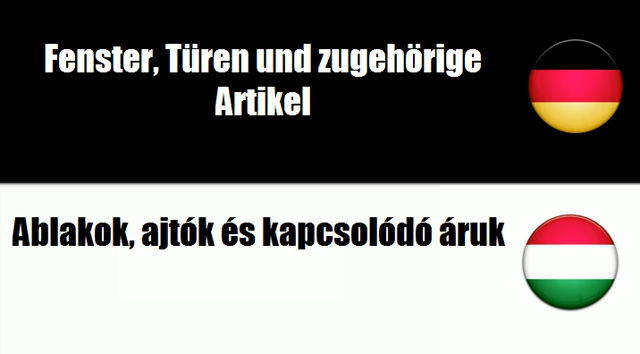 Fenster, Türen und zugehörige
Artikel
Ablakok, ajtók és kapcsolódó áruk